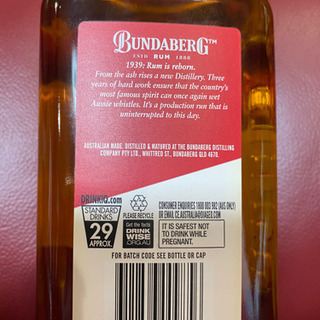 BUNDABERG™
ESTD RUM 1888
1939: Rum is reborn.
From the ash rises a new Distillery. Three
years of hard work ensure that the country's
most famous spirit can once again wet
Aussie whistles. It's a production run that is
uninterrupted to this day.
AUSTRALIAN MADE. DISTILLED & MATURED AT THE BUNDABERG DISTILLING
COMPANY PTY LTD., WHITTRED ST., BUNDABERG QLD 4670.
DRINKiQ.com
STANDARD
DRINKS
29
APPROX.
PLEASE RECYCLE
Get the facts
DRINK
WISE
.ORG.AU
CONSUMER ENQUIRIES 1800 093 982 (AUS ONLY)
OR EMAIL CE.AUSTRALIA@DIAGEO.COM
IT IS SAFEST NOT
TO DRINK WHILE
PREGNANT.
FOR BATCH CODE SEE BOTTLE OR CAP